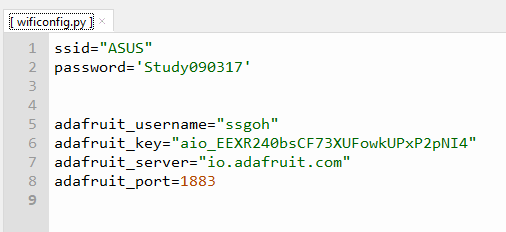 [ wificonfig.py ] ×
1 ssid="ASUS"
2 password='Study090317'
3
4
5 adafruit_username="ssgoh"
6 adafruit_key="aio_EEXR240bsCF73XUFowkUPxP2pNI4"
7 adafruit_server="io.adafruit.com"
8 adafruit_port=1883
9